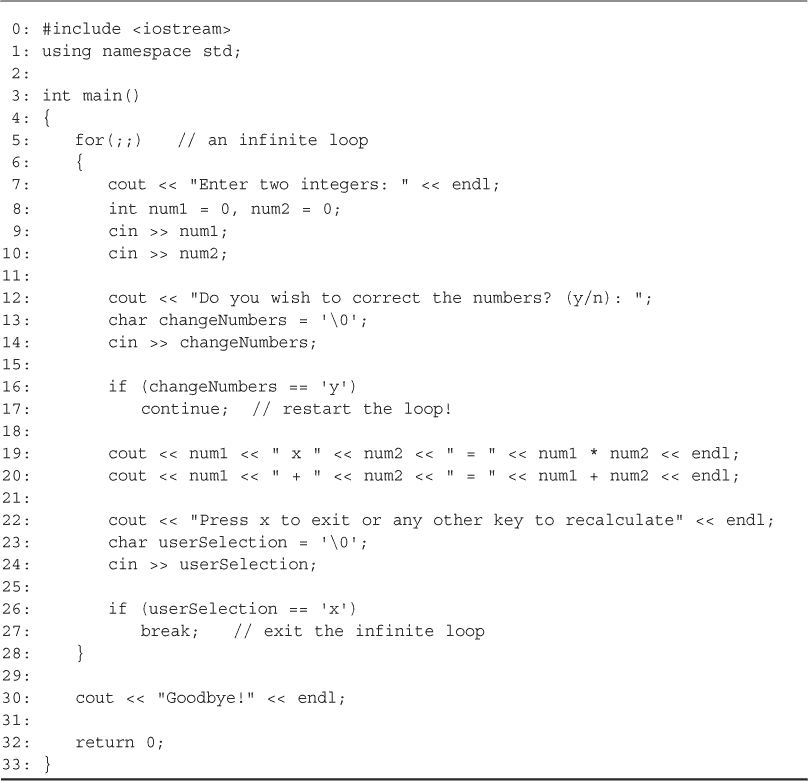 0: #include <iostream>
1: using namespace std;
2:
3: int main()
4: {
5:    for(;;)   // an infinite loop
6:    {
7:       cout << "Enter two integers: " << endl;
8:       int num1 = 0, num2 = 0;
9:       cin >> num1;
10:       cin >> num2;
11:
12:       cout << "Do you wish to correct the numbers? (y/n): ";
13:       char changeNumbers = '\0';
14:       cin >> changeNumbers;
15:
16:       if (changeNumbers == 'y')
17:          continue;  // restart the loop!
18:
19:       cout << num1 << " x " << num2 << " = " << num1 * num2 << endl;
20:       cout << num1 << " + " << num2 << " = " << num1 + num2 << endl;
21:
22:       cout << "Press x to exit or any other key to recalculate" << endl;
23:       char userSelection = '\0';
24:       cin >> userSelection;
25:
26:       if (userSelection == 'x')
27:          break;   // exit the infinite loop
28:    }
29:
30:    cout << "Goodbye!" << endl;
31:
32:    return 0;
33: }